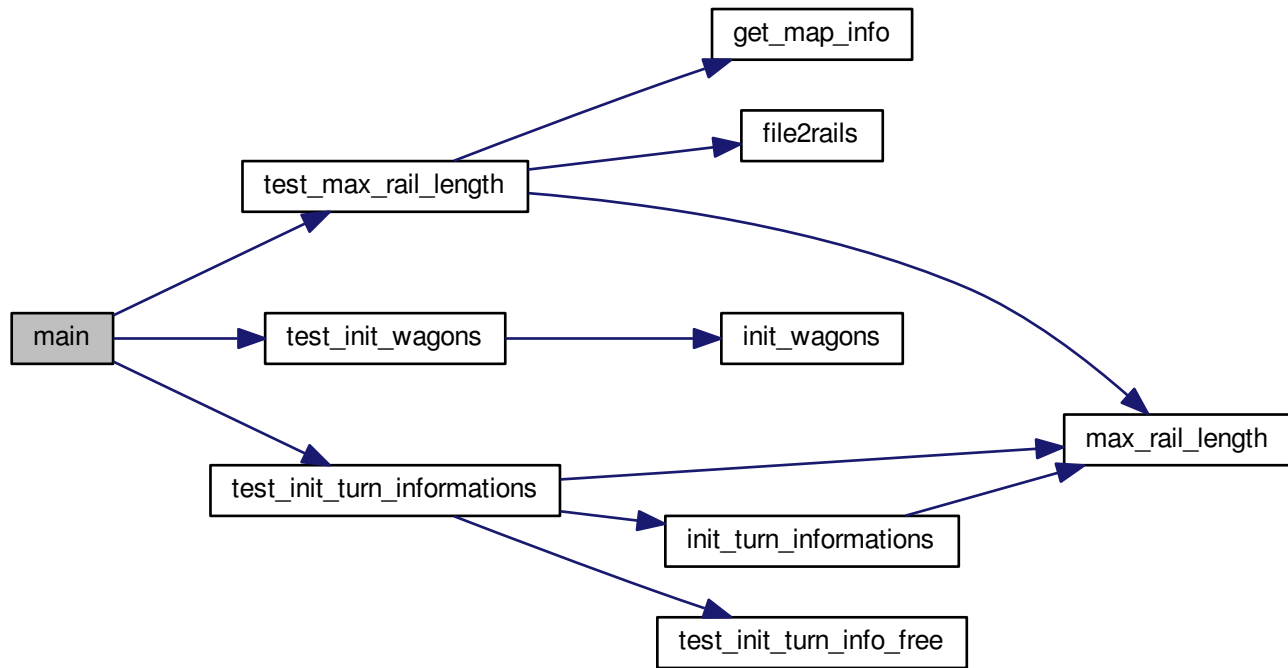 get_map_info
file2rails
test_max_rail_length
main
test_init_wagons
init_wagons
max_rail_length
test_init_turn_informations
init_turn_informations
test_init_turn_info_free